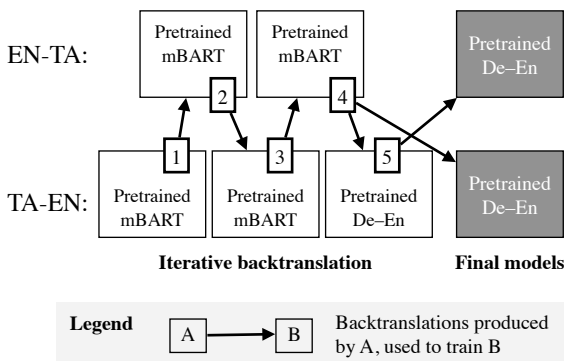 EN-TA:
Pretrained
mBART
Pretrained
mBART
Pretrained
De–En
2
4
1
3
5
TA-EN:
Pretrained
mBART
Pretrained
mBART
Pretrained
De–En
Pretrained
De–En
Iterative backtranslation
Final models
Legend
A
B
Backtranslations produced
by A, used to train B